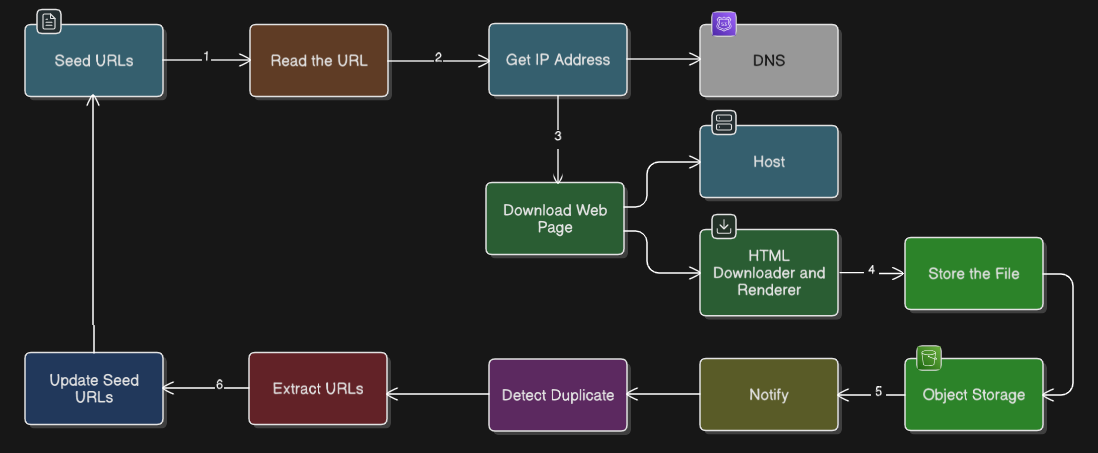 Seed URLs
1
Read the URL
2
Get IP Address
DNS
3
Host
Download Web
Page
HTML
Downloader and
Renderer
4
Store the File
Update Seed
URLs
6
Extract URLs
Detect Duplicate
Notify
5
Object Storage